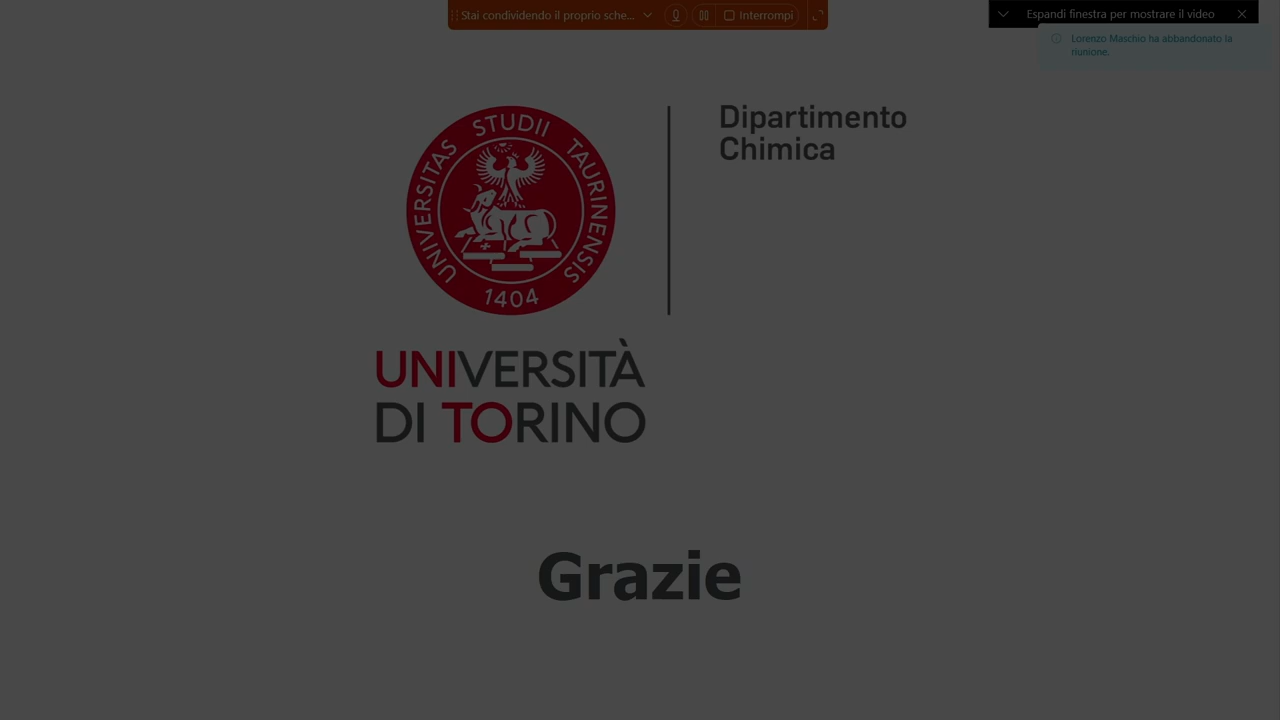 Stai condividendo il proprio sche...
Interrompi
Espandi finestra per mostrare il video
Lorenzo Maschio ha abbandonato la
riunione.
UNIVERSITAS STUDII TAURINENSIS
1404
Dipartimento
Chimica
UNIVERSITÀ
DI TORINO
Grazie